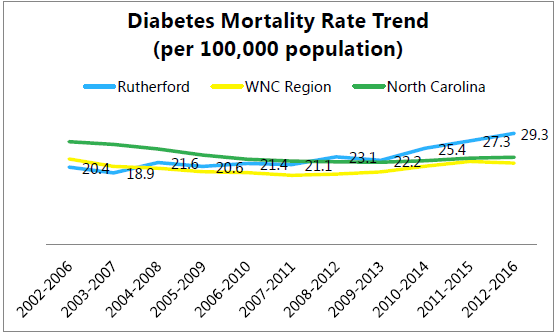 Diabetes Mortality Rate Trend
(per 100,000 population)
Rutherford WNC Region North Carolina
20.4 18.9 21.6 20.6 21.4 21.1 23.1 22.2 25.4 27.3 29.3
2002-2006 2003-2007 2004-2008 2005-2009 2006-2010 2007-2011 2008-2012 2009-2013 2010-2014 2011-2015 2012-2016